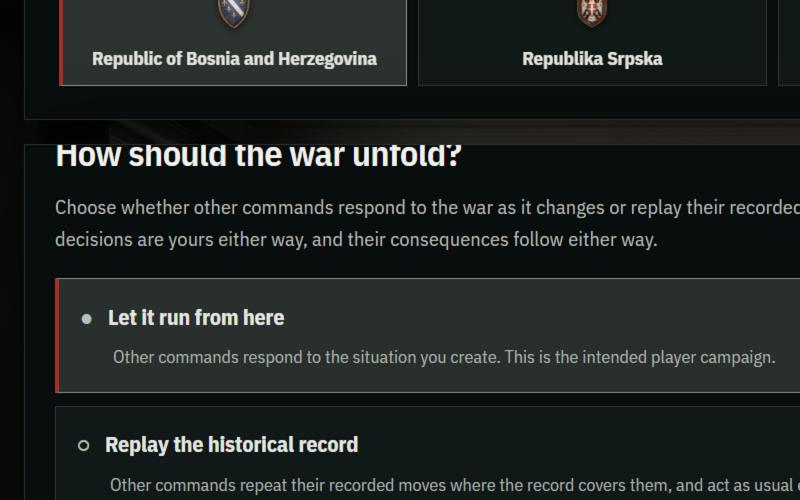 Republic of Bosnia and Herzegovina
Republika Srpska
How should the war unfold?
Choose whether other commands respond to the war as it changes or replay their recorded
decisions are yours either way, and their consequences follow either way.
Let it run from here
Other commands respond to the situation you create. This is the intended player campaign.
Replay the historical record
Other commands repeat their recorded moves where the record covers them, and act as usual